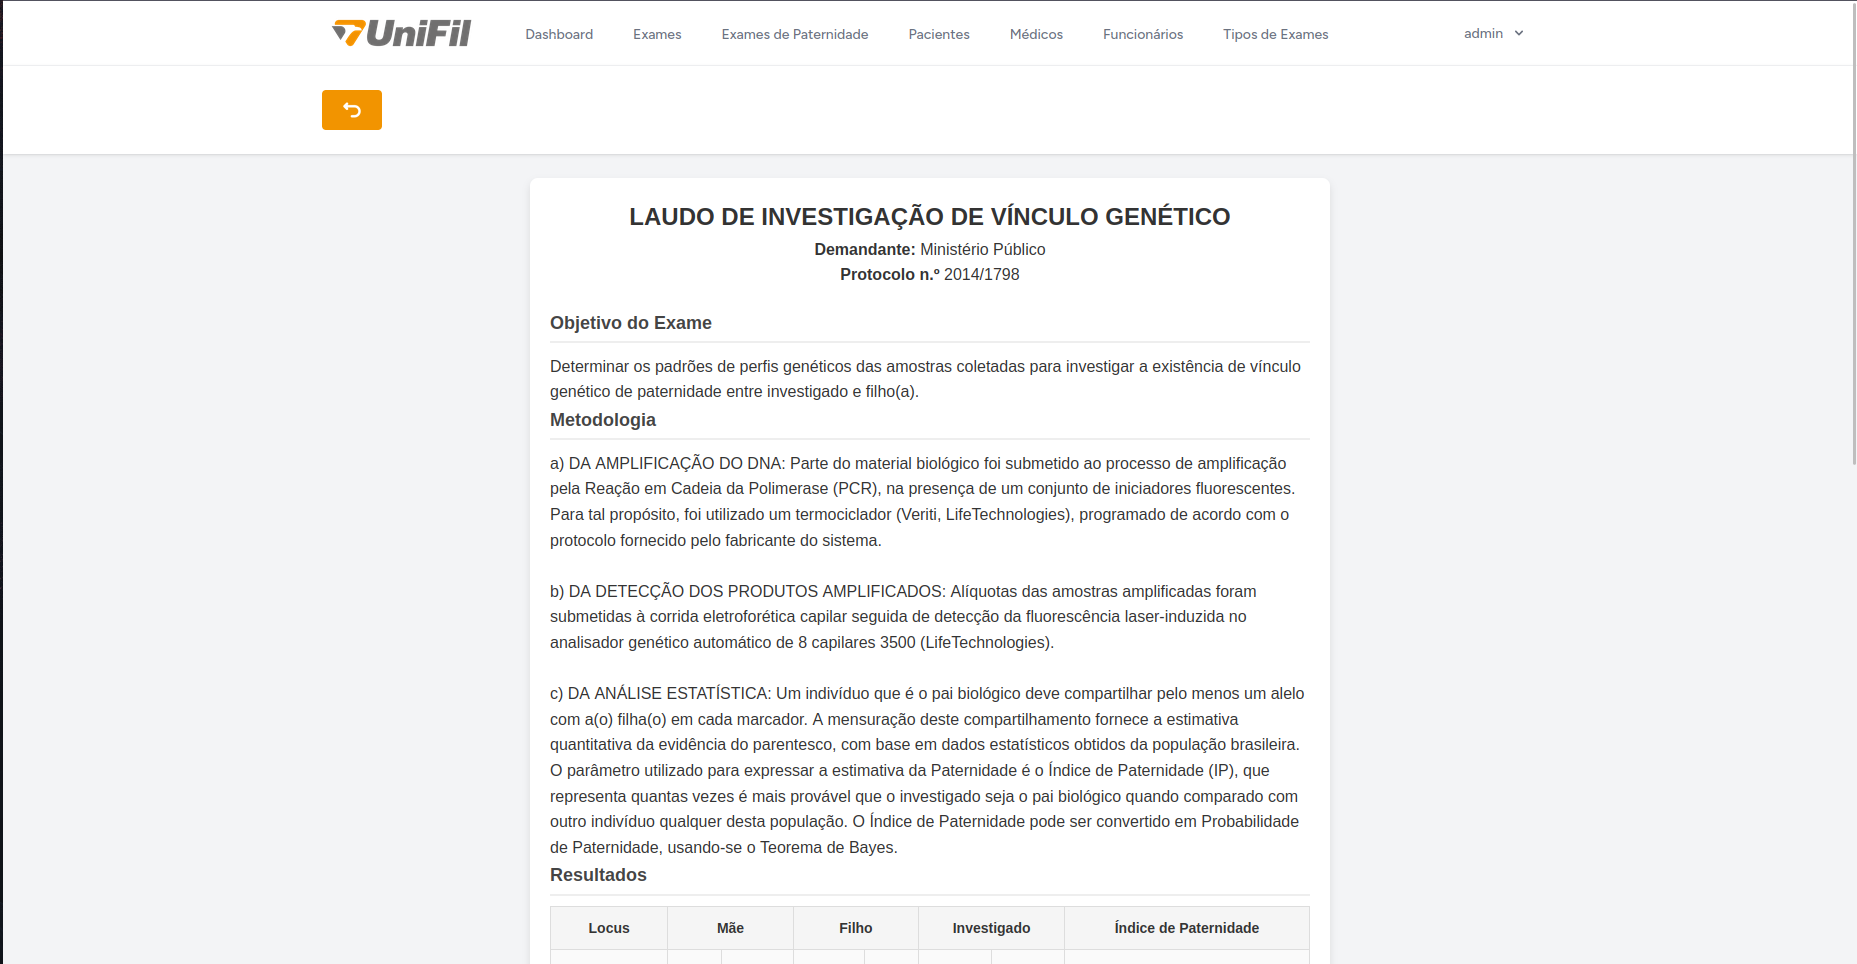 UniFil
Dashboard
Exames
Exames de Paternidade
Pacientes
Médicos
Funcionários
Tipos de Exames
admin
LAUDO DE INVESTIGAÇÃO DE VÍNCULO GENÉTICO
Demandante: Ministério Público
Protocolo n.º 2014/1798
Objetivo do Exame
Determinar os padrões de perfis genéticos das amostras coletadas para investigar a existência de vínculo
genético de paternidade entre investigado e filho(a).
Metodologia
a) DA AMPLIFICAÇÃO DO DNA: Parte do material biológico foi submetido ao processo de amplificação
pela Reação em Cadeia da Polimerase (PCR), na presença de um conjunto de iniciadores fluorescentes.
Para tal propósito, foi utilizado um termociclador (Veriti, LifeTechnologies), programado de acordo com o
protocolo fornecido pelo fabricante do sistema.
b) DA DETECÇÃO DOS PRODUTOS AMPLIFICADOS: Alíquotas das amostras amplificadas foram
submetidas à corrida eletroforética capilar seguida de detecção da fluorescência laser-induzida no
analisador genético automático de 8 capilares 3500 (LifeTechnologies).
c) DA ANÁLISE ESTATÍSTICA: Um indivíduo que é o pai biológico deve compartilhar pelo menos um alelo
com a(o) filha(o) em cada marcador. A mensuração deste compartilhamento fornece a estimativa
quantitativa da evidência do parentesco, com base em dados estatísticos obtidos da população brasileira.
O parâmetro utilizado para expressar a estimativa da Paternidade é o Índice de Paternidade (IP), que
representa quantas vezes é mais provável que o investigado seja o pai biológico quando comparado com
outro indivíduo qualquer desta população. O Índice de Paternidade pode ser convertido em Probabilidade
de Paternidade, usando-se o Teorema de Bayes.
Resultados
Locus
Mãe
Filho
Investigado
Índice de Paternidade